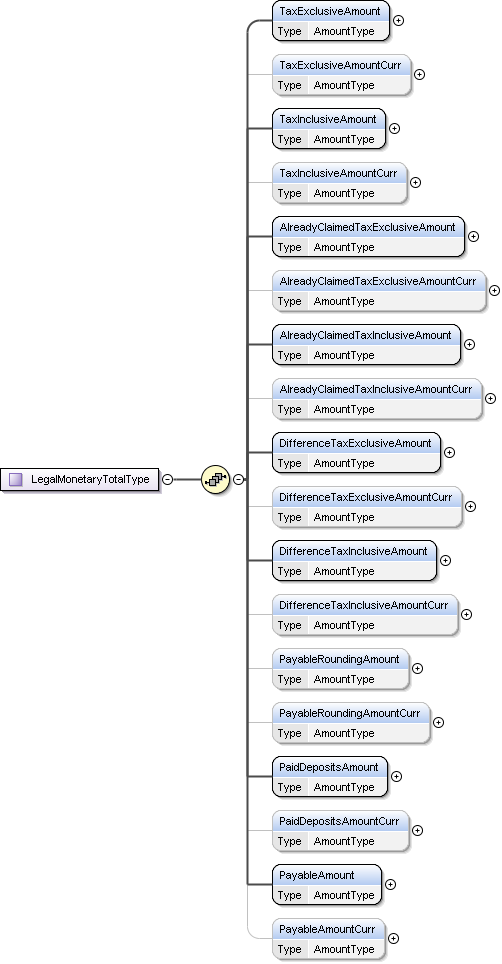 TaxExclusiveAmount
Type AmountType
TaxExclusiveAmountCurr
Type AmountType
TaxInclusiveAmount
Type AmountType
TaxInclusiveAmountCurr
Type AmountType
AlreadyClaimedTaxExclusiveAmount
Type AmountType
AlreadyClaimedTaxExclusiveAmountCurr
Type AmountType
AlreadyClaimedTaxInclusiveAmount
Type AmountType
AlreadyClaimedTaxInclusiveAmountCurr
Type AmountType
DifferenceTaxExclusiveAmount
Type AmountType
LegalMonetaryTotalType
DifferenceTaxExclusiveAmountCurr
Type AmountType
DifferenceTaxInclusiveAmount
Type AmountType
DifferenceTaxInclusiveAmountCurr
Type AmountType
PayableRoundingAmount
Type AmountType
PayableRoundingAmountCurr
Type AmountType
PaidDepositsAmount
Type AmountType
PaidDepositsAmountCurr
Type AmountType
PayableAmount
Type AmountType
PayableAmountCurr
Type AmountType